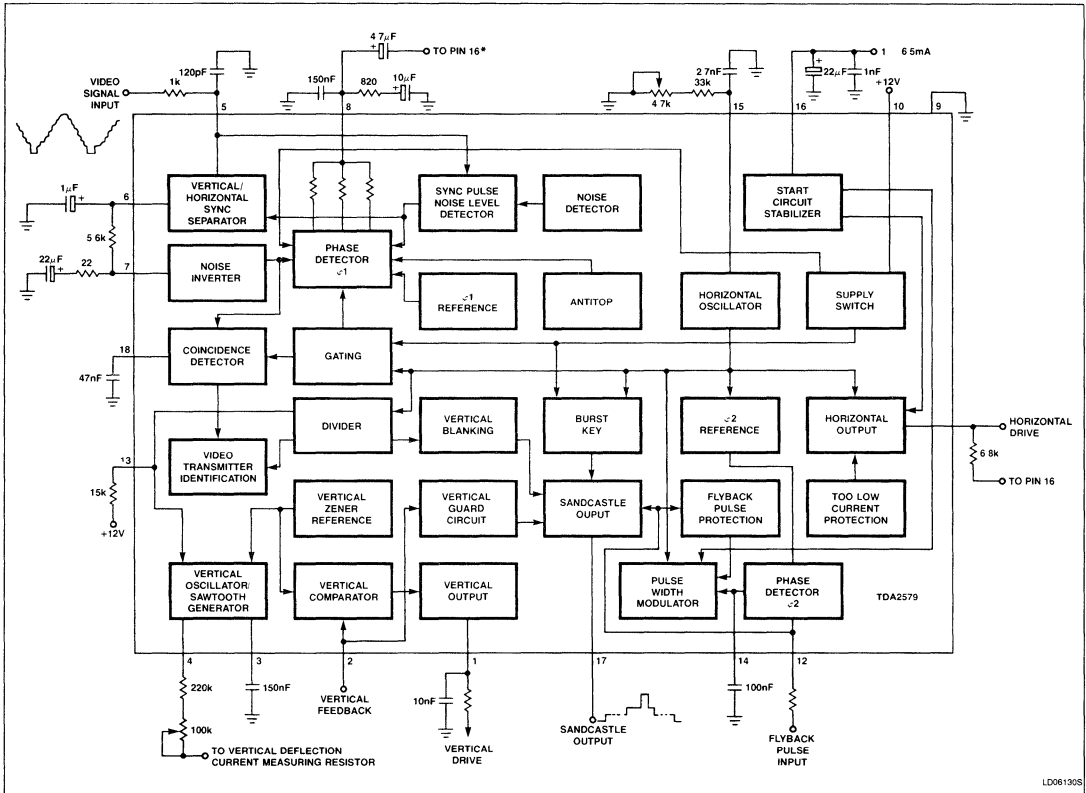 4 7µF
TO PIN 16*
1 6 5mA
120pF
2 7nF
22µF
1nF
VIDEO
SIGNAL
INPUT
1k
150nF
820
10µF
33k
+12V
4 7k
5
8
15
16
10
9
1µF
6
VERTICAL/
HORIZONTAL
SYNC
SEPARATOR
SYNC PULSE
NOISE LEVEL
DETECTOR
NOISE
DETECTOR
START
CIRCUIT
STABILIZER
5 6k
PHASE
DETECTOR
φ1
22µF
22
7
NOISE
INVERTER
φ1
REFERENCE
ANTITOP
HORIZONTAL
OSCILLATOR
SUPPLY
SWITCH
18
COINCIDENCE
DETECTOR
GATING
47nF
DIVIDER
VERTICAL
BLANKING
BURST
KEY
φ2
REFERENCE
HORIZONTAL
OUTPUT
HORIZONTAL
DRIVE
6 8k
13
VIDEO
TRANSMITTER
IDENTIFICATION
TO PIN 16
15k
+12V
VERTICAL
ZENER
REFERENCE
VERTICAL
GUARD
CIRCUIT
SANDCASTLE
OUPUT
FLYBACK
PULSE
PROTECTION
TOO LOW
CURRENT
PROTECTION
VERTICAL
OSCILLATOR/
SAWTOOTH
GENERATOR
VERTICAL
COMPARATOR
VERTICAL
OUTPUT
PULSE
WIDTH
MODULATOR
PHASE
DETECTOR
φ2
TDA2579
4
3
2
1
17
14
12
220k
150nF
VERTICAL
FEEDBACK
10nF
100nF
100k
TO VERTICAL DEFLECTION
CURRENT MEASURING RESISTOR
VERTICAL
DRIVE
SANDCASTLE
OUTPUT
FLYBACK
PULSE
INPUT
LD06130S